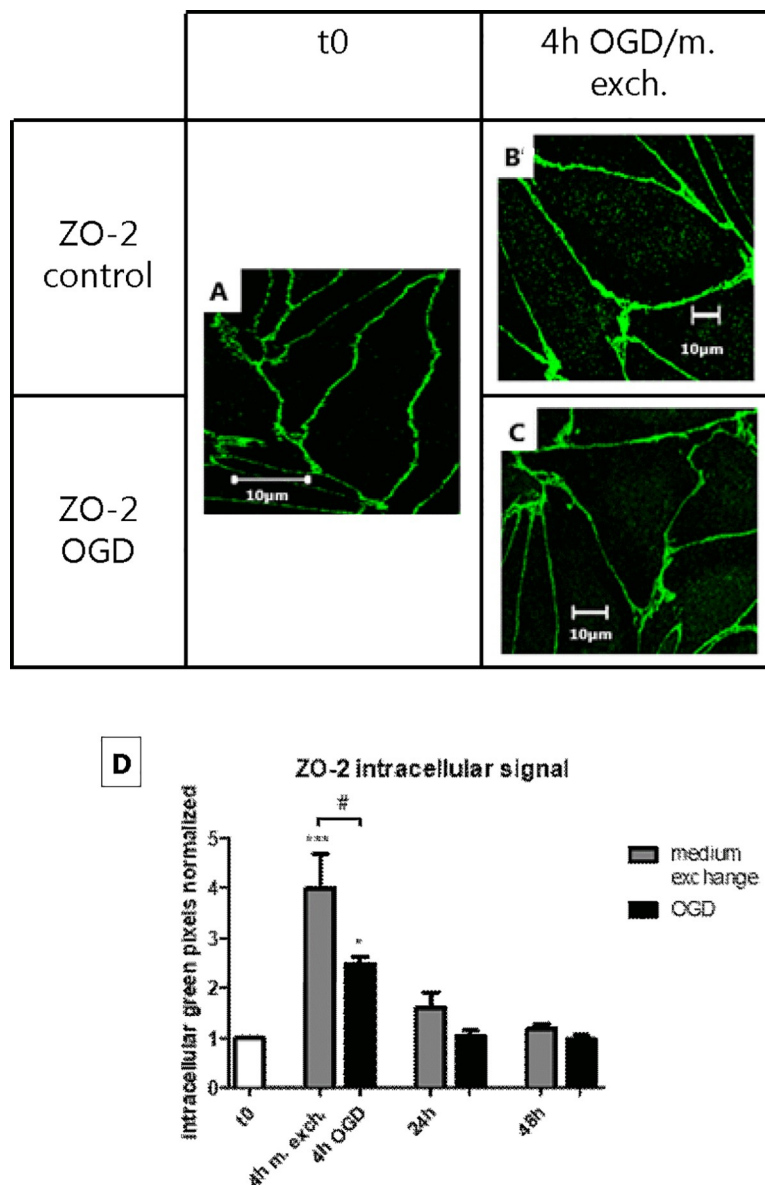 t0
4h OGD/m.
exch.
ZO-2
control
A
10µm
B'
10µm
ZO-2
OGD
C
10µm
D
ZO-2 intracellular signal
intracellular green pixels normalized
#
***
*
5
4
3
2
1
0
t0
4h m. exch.
4h OGD
24h
48h
medium
exchange
OGD